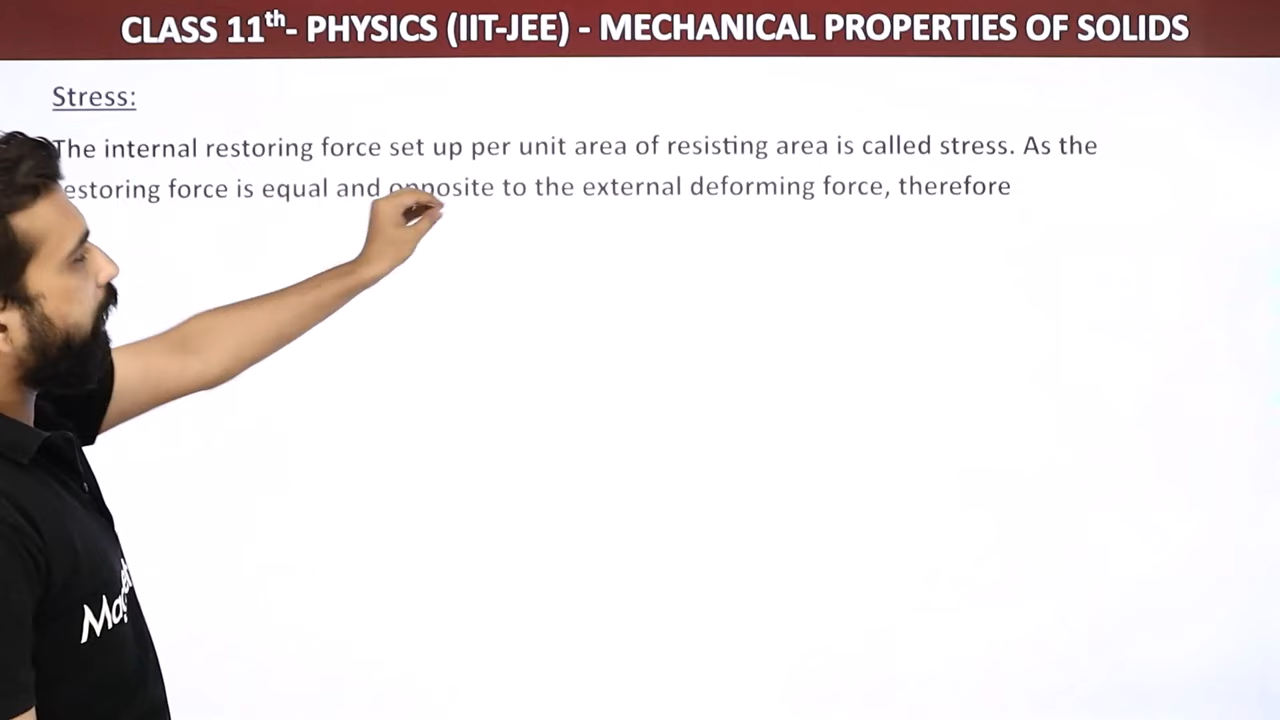 CLASS 11th- PHYSICS (IIT-JEE) - MECHANICAL PROPERTIES OF SOLIDS
Stress:
The internal restoring force set up per unit area of resisting area is called stress. As the
restoring force is equal and opposite to the external deforming force, therefore